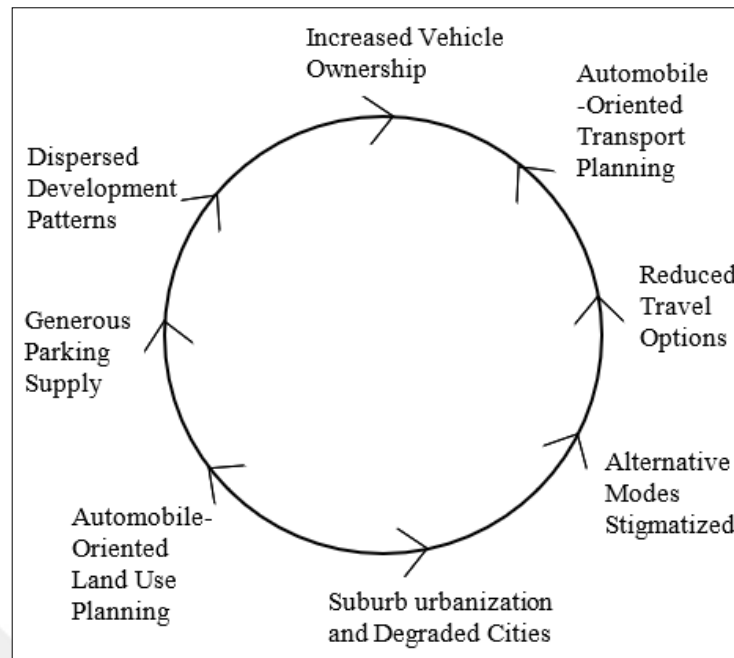 Increased Vehicle
Ownership
Automobile
-Oriented
Transport
Planning
Reduced
Travel
Options
Alternative
Modes
Stigmatized
Suburb urbanization
and Degraded Cities
Automobile-
Oriented
Land Use
Planning
Generous
Parking
Supply
Dispersed
Development
Patterns